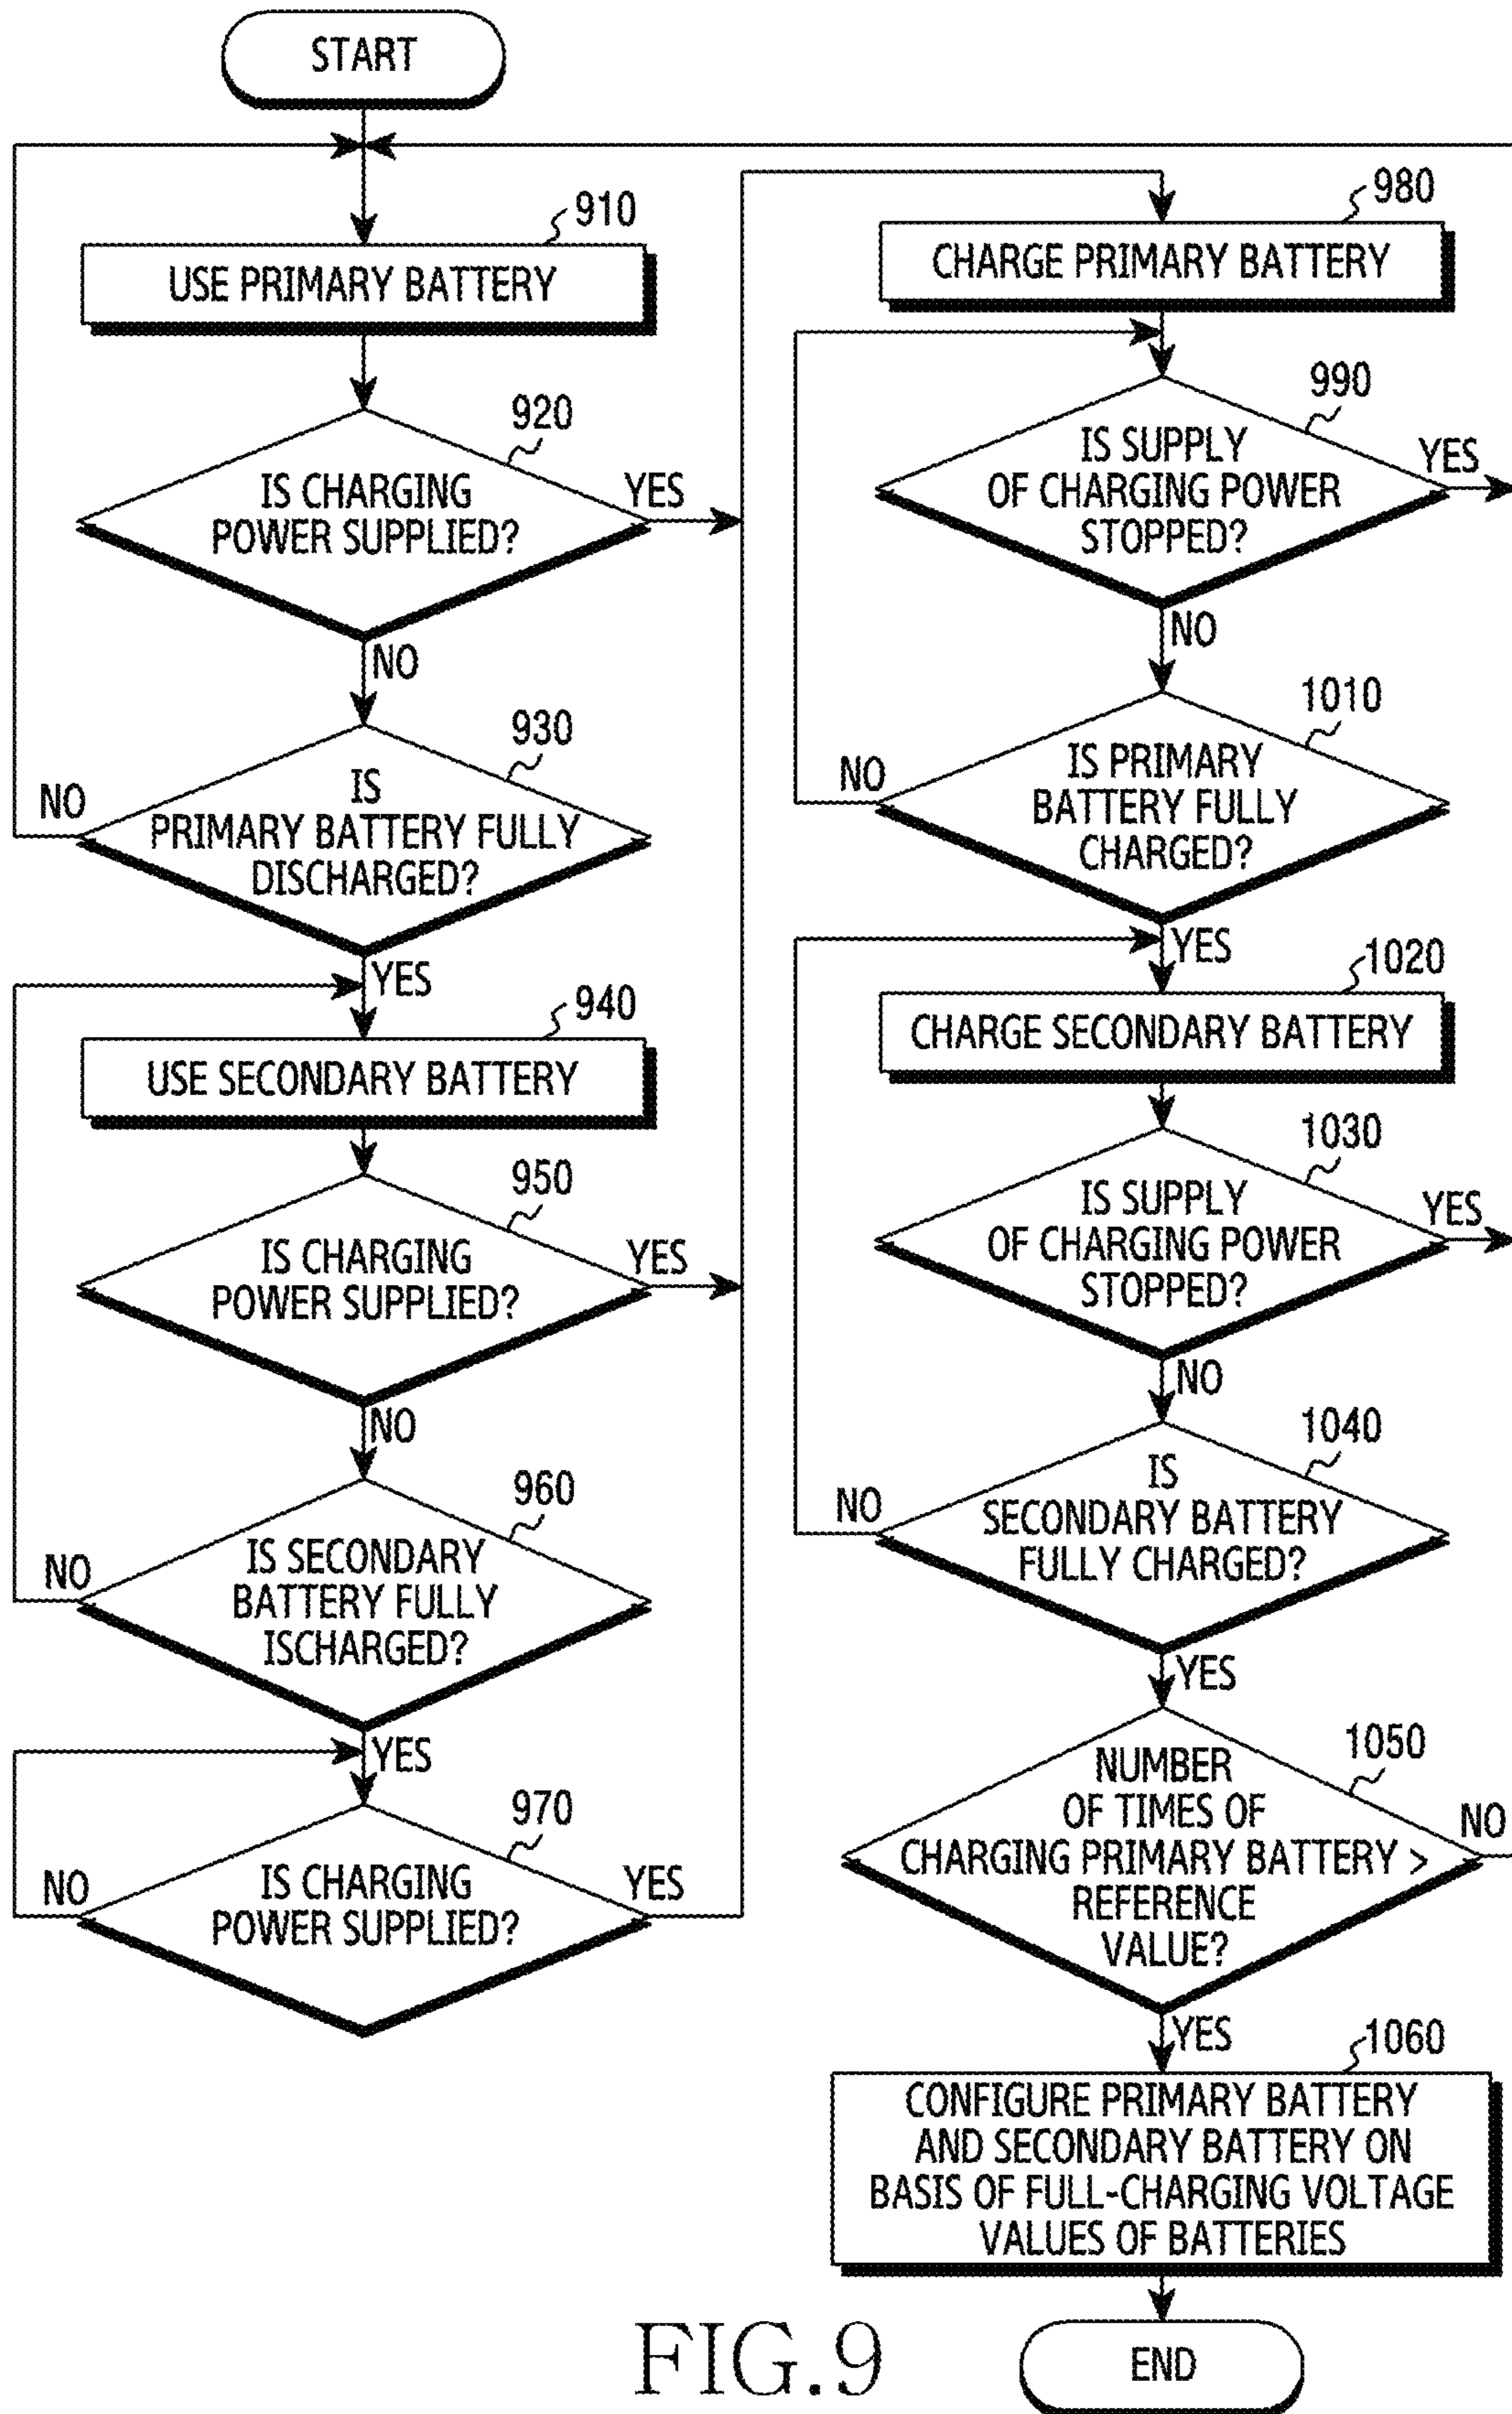 START
910
USE PRIMARY BATTERY
920
IS CHARGING
POWER SUPPLIED?
YES
NO
930
IS
PRIMARY BATTERY FULLY
DISCHARGED?
NO
YES
940
USE SECONDARY BATTERY
950
IS CHARGING
POWER SUPPLIED?
YES
NO
960
IS SECONDARY
BATTERY FULLY
ISCHARGED?
NO
YES
970
IS CHARGING
POWER SUPPLIED?
NO
YES
980
CHARGE PRIMARY BATTERY
990
IS SUPPLY
OF CHARGING POWER
STOPPED?
YES
NO
1010
IS PRIMARY
BATTERY FULLY
CHARGED?
NO
YES
1020
CHARGE SECONDARY BATTERY
1030
IS SUPPLY
OF CHARGING POWER
STOPPED?
YES
NO
1040
IS
SECONDARY BATTERY
FULLY CHARGED?
NO
YES
1050
NUMBER
OF TIMES OF
CHARGING PRIMARY BATTERY >
REFERENCE
VALUE?
NO
YES
1060
CONFIGURE PRIMARY BATTERY
AND SECONDARY BATTERY ON
BASIS OF FULL-CHARGING VOLTAGE
VALUES OF BATTERIES
END
FIG.9